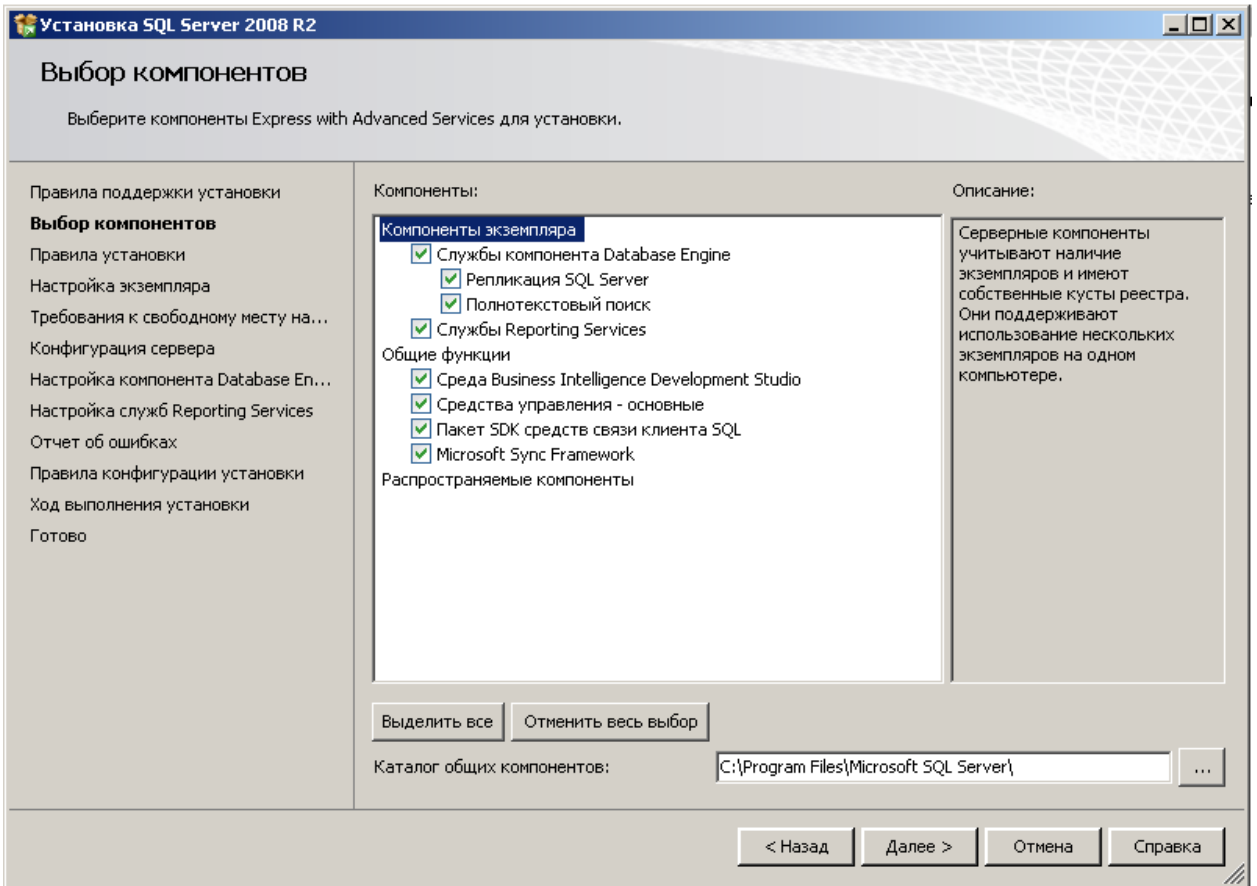 Установка SQL Server 2008 R2
Выбор компонентов
Выберите компоненты Express with Advanced Services для установки.
Правила поддержки установки
Выбор компонентов
Правила установки
Настройка экземпляра
Требования к свободному месту на...
Конфигурация сервера
Настройка компонента Database En...
Настройка служб Reporting Services
Отчет об ошибках
Правила конфигурации установки
Ход выполнения установки
Готово
Компоненты:
Компоненты экземпляра
Службы компонента Database Engine
Репликация SQL Server
Полнотекстовый поиск
Службы Reporting Services
Общие функции
Среда Business Intelligence Development Studio
Средства управления - основные
Пакет SDK средств связи клиента SQL
Microsoft Sync Framework
Распространяемые компоненты
Описание:
Серверные компоненты
учитывают наличие
экземпляров и имеют
собственные кусты реестра.
Они поддерживают
использование нескольких
экземпляров на одном
компьютере.
Выделить все
Отменить весь выбор
Каталог общих компонентов:
C:\Program Files\Microsoft SQL Server\
...
< Назад
Далее >
Отмена
Справка